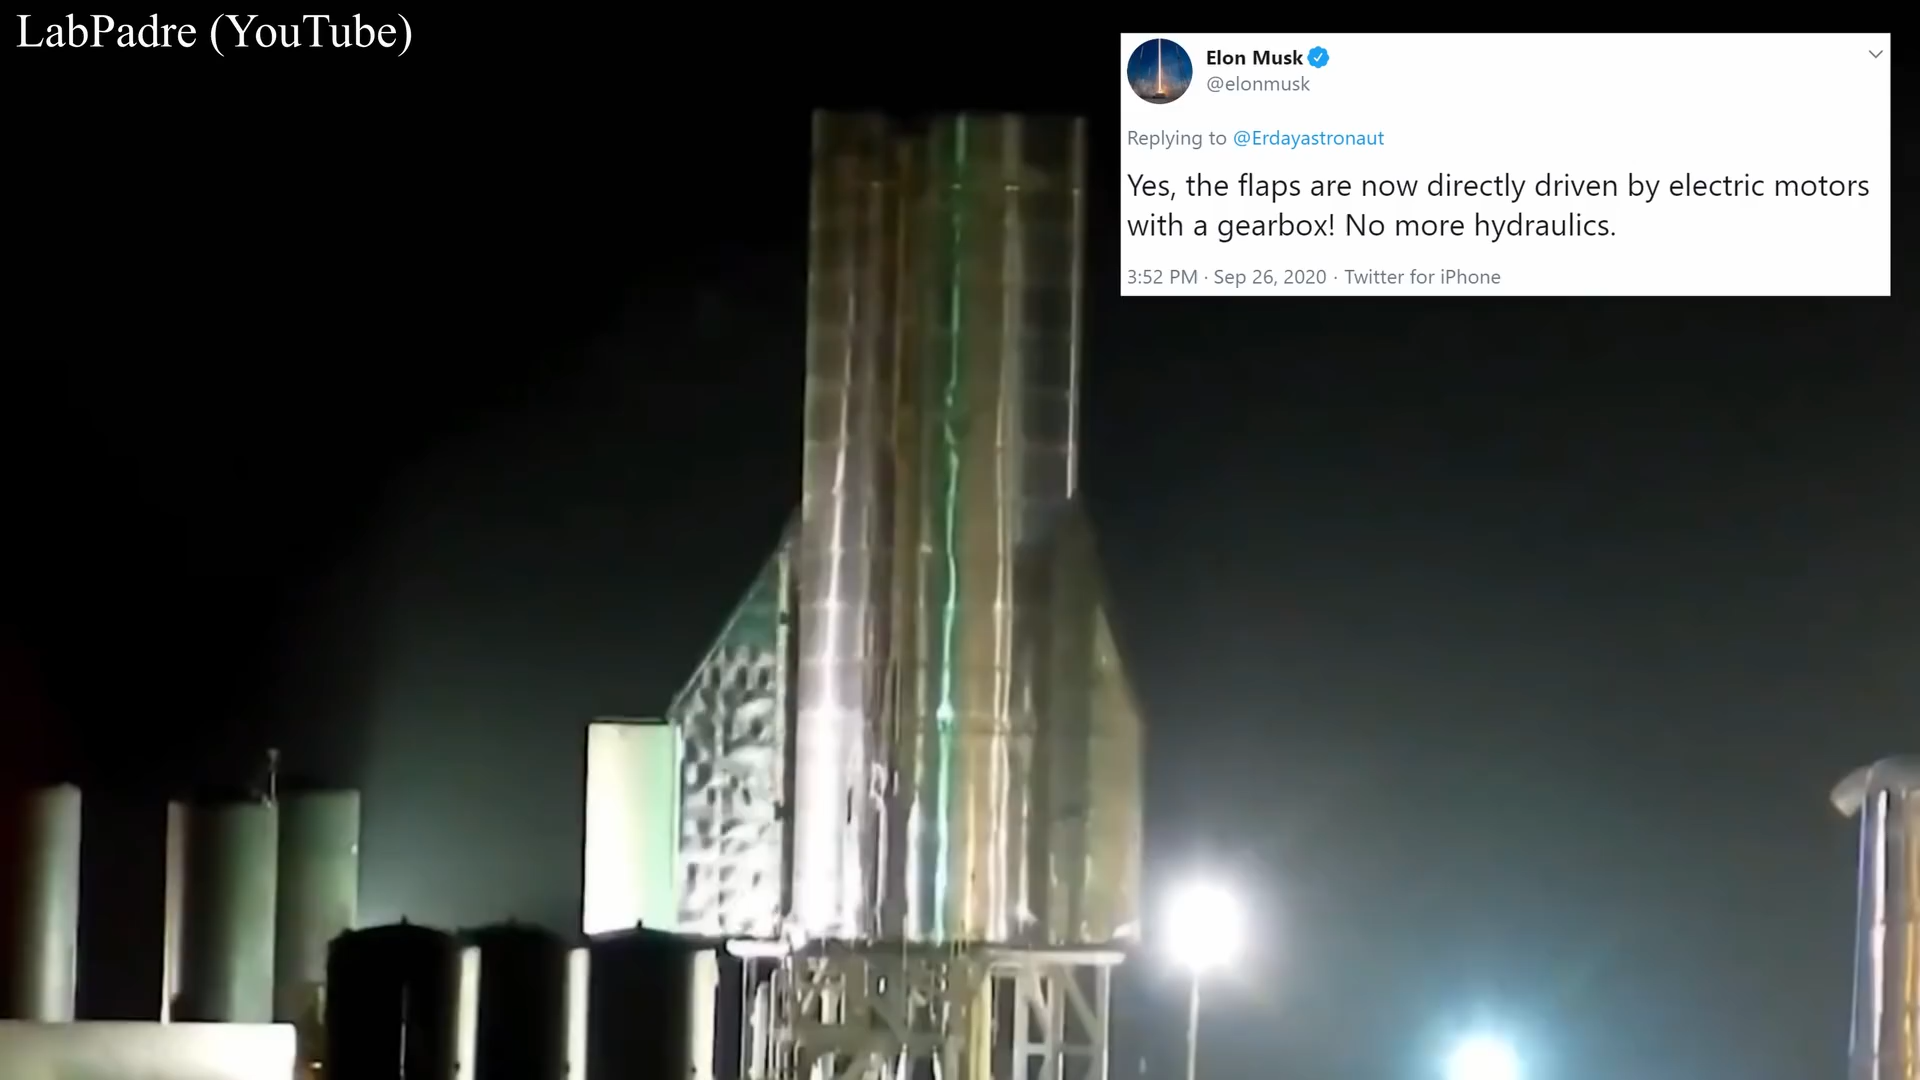 LabPadre (YouTube)
Elon Musk
@elonmusk
Replying to @Erdayastronaut
Yes, the flaps are now directly driven by electric motors
with a gearbox! No more hydraulics.
3:52 PM · Sep 26, 2020 · Twitter for iPhone